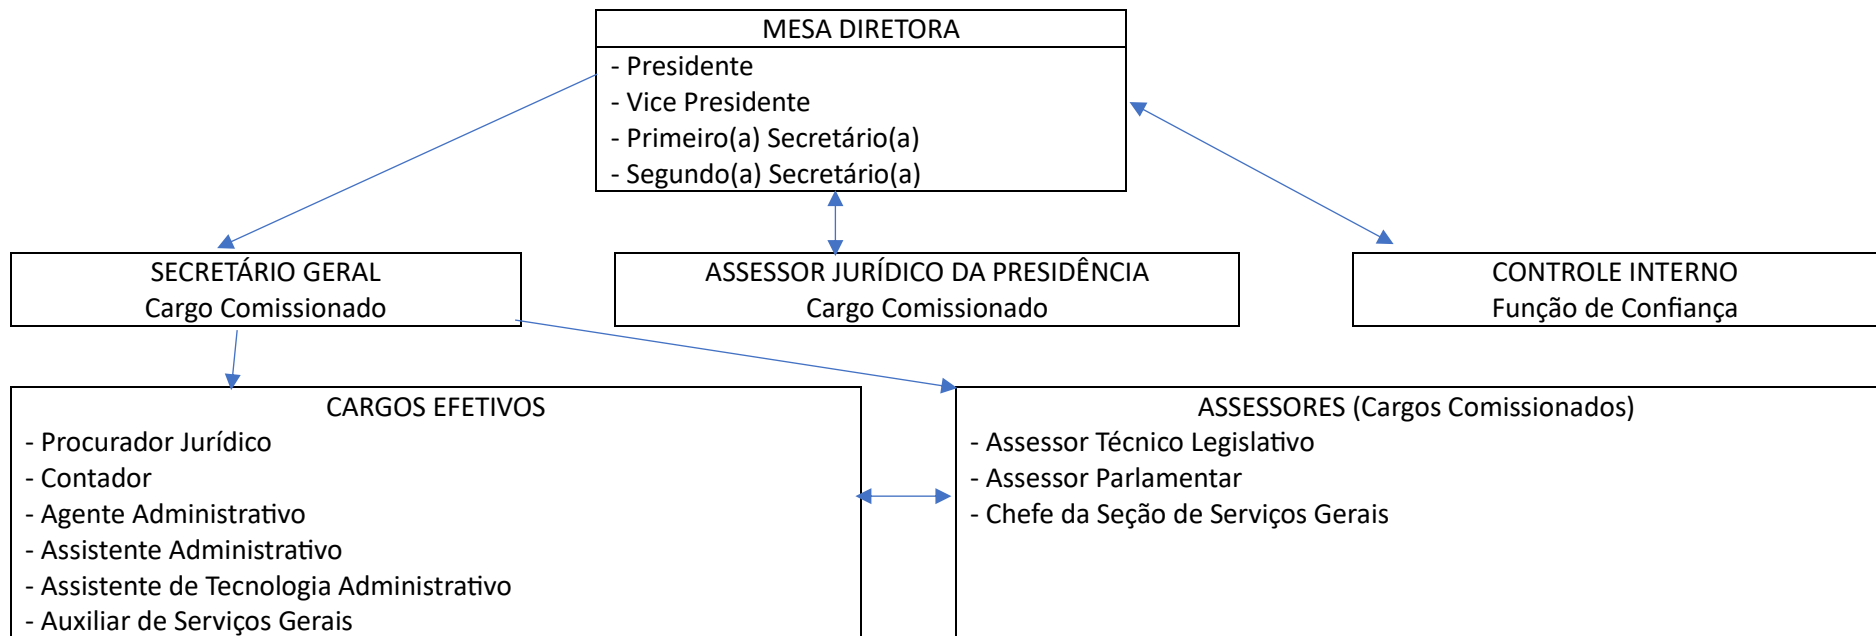 MESA DIRETORA
- Presidente
- Vice Presidente
- Primeiro(a) Secretário(a)
- Segundo(a) Secretário(a)
SECRETÁRIO GERAL
Cargo Comissionado
ASSESSOR JURÍDICO DA PRESIDÊNCIA
Cargo Comissionado
CONTROLE INTERNO
Função de Confiança
CARGOS EFETIVOS
- Procurador Jurídico
- Contador
- Agente Administrativo
- Assistente Administrativo
- Assistente de Tecnologia Administrativo
- Auxiliar de Serviços Gerais
ASSESSORES (Cargos Comissionados)
- Assessor Técnico Legislativo
- Assessor Parlamentar
- Chefe da Seção de Serviços Gerais